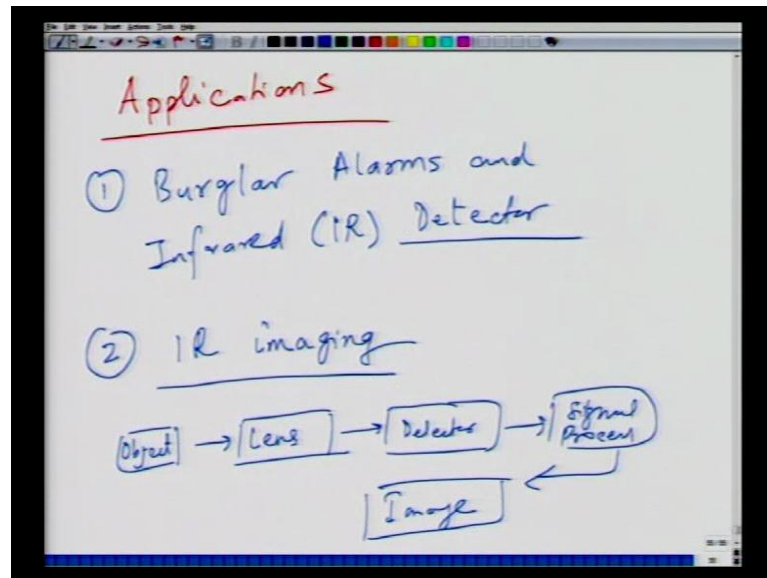 Applications
① Burglar Alarms and
Infrared (IR) Detector
② IR imaging
Object → Lens → Detector → Signal
Process
Image